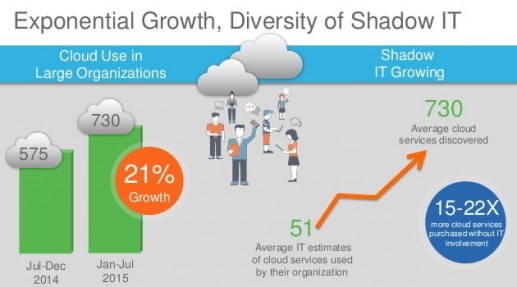 Exponential Growth, Diversity of Shadow IT
Cloud Use in
Large Organizations
Shadow
IT Growing
575
730
21%
Growth
Jul-Dec
2014
Jan-Jul
2015
730
Average cloud
services discovered
51
Average IT estimates
of cloud services used
by their organization
15-22X
more cloud services
purchased without IT
involvement